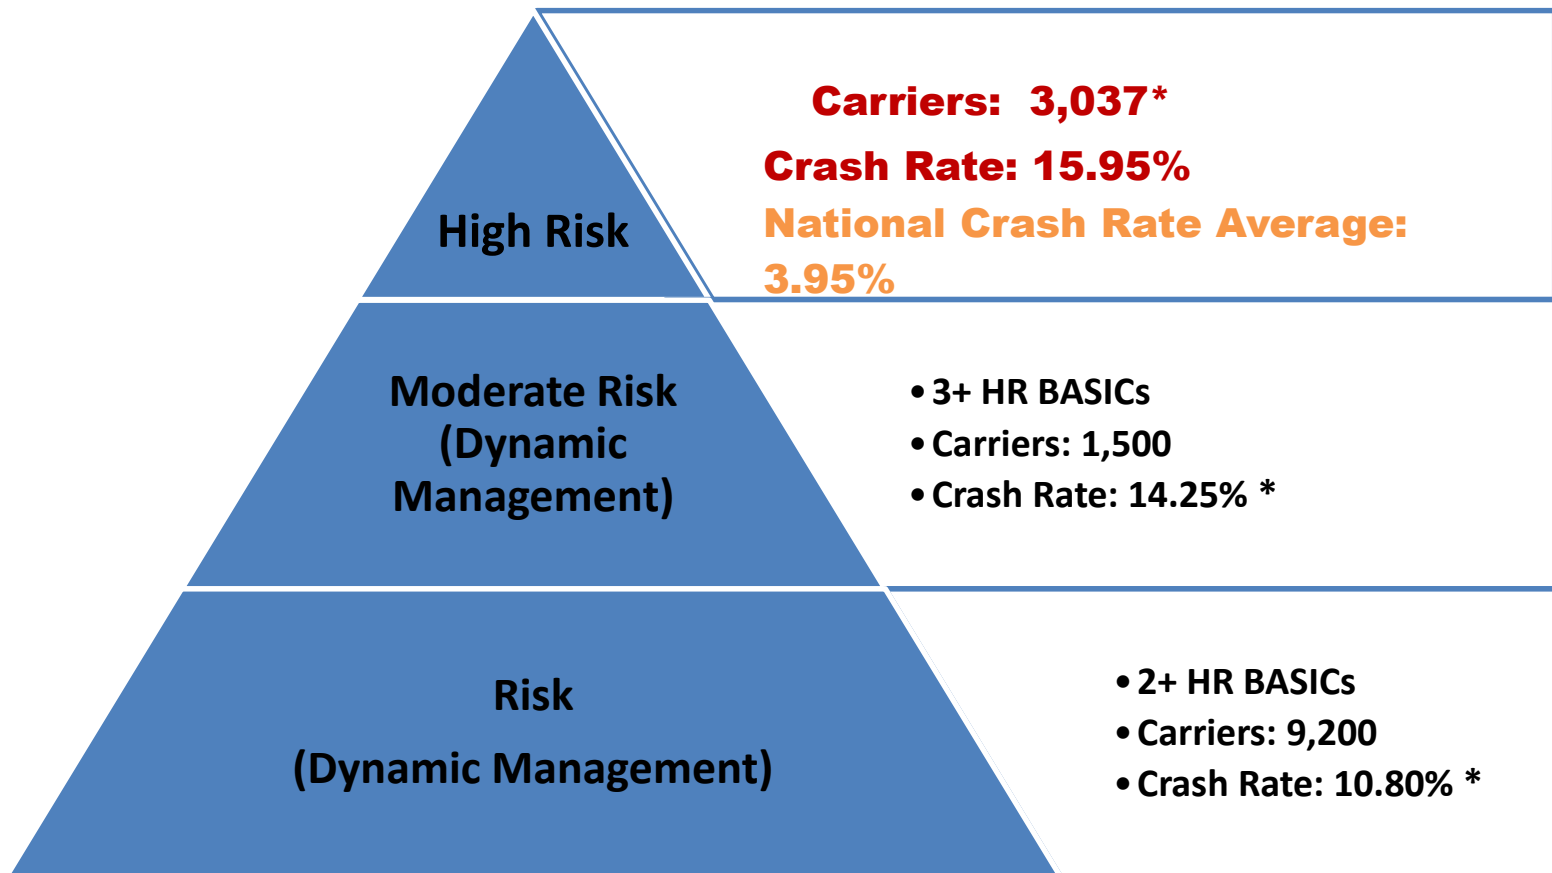 Carriers:  3,037*
Crash Rate: 15.95%
National Crash Rate Average:
3.95%
High Risk
Moderate Risk
(Dynamic
Management)
• 3+ HR BASICs
• Carriers: 1,500
• Crash Rate: 14.25% *
Risk
(Dynamic Management)
• 2+ HR BASICs
• Carriers: 9,200
• Crash Rate: 10.80% *